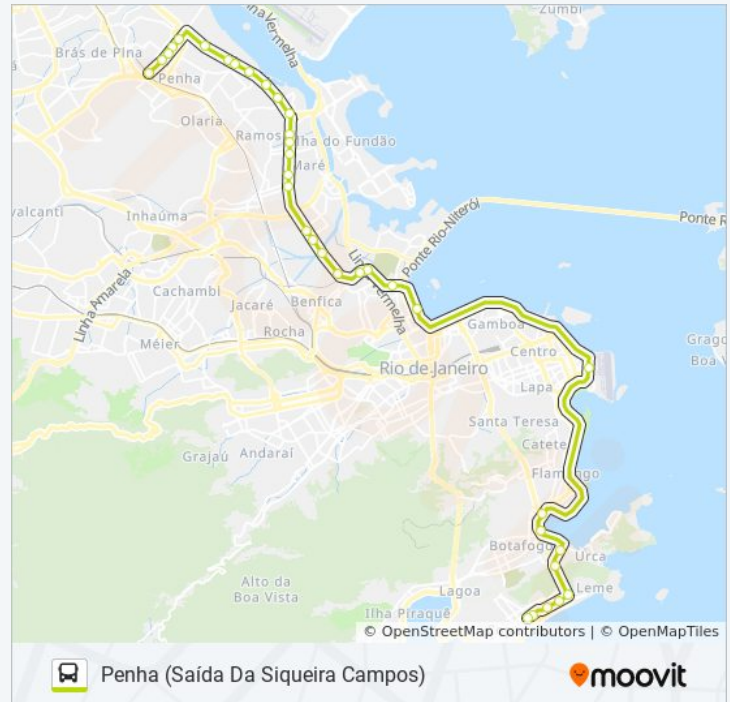 Zumbi
Linha Vermelha
Brás de Pina
Penha
Olaria
Ramos
Ilha do Fundão
Maré
valcanti
Inhaúma
Ponte Rio-Niterói
Ponte R
Linha Amarela
Cachambi
Linha Vermelha
Jacaré
Benfica
Gamboa
Rocha
Centro
Grago
Boa V
Méier
Rio de Janeiro
Lapa
Santa Teresa
Catete
Grajaú
Andaraí
Flamengo
Botafogo
Urca
Alto da
Boa Vista
Lagoa
Leme
Ilha Piraquê
© OpenStreetMap contributors | © OpenMapTiles
Penha (Saída Da Siqueira Campos)
moovit